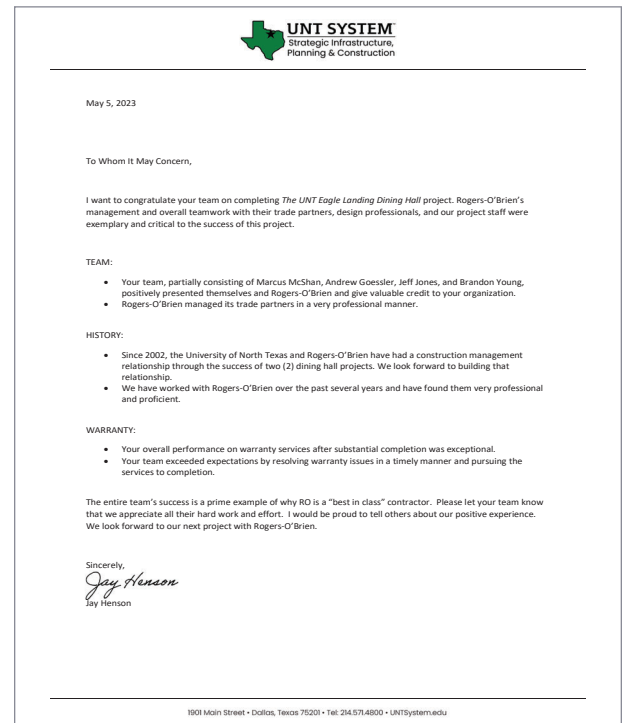 UNT SYSTEM™
Strategic Infrastructure,
Planning & Construction
May 5, 2023
To Whom It May Concern,
I want to congratulate your team on completing The UNT Eagle Landing Dining Hall project. Rogers-O’Brien’s
management and overall teamwork with their trade partners, design professionals, and our project staff were
exemplary and critical to the success of this project.
TEAM:
• Your team, partially consisting of Marcus McShan, Andrew Goessler, Jeff Jones, and Brandon Young,
positively presented themselves and Rogers-O’Brien and give valuable credit to your organization.
• Rogers-O’Brien managed its trade partners in a very professional manner.
HISTORY:
• Since 2002, the University of North Texas and Rogers-O’Brien have had a construction management
relationship through the success of two (2) dining hall projects. We look forward to building that
relationship.
• We have worked with Rogers-O’Brien over the past several years and have found them very professional
and proficient.
WARRANTY:
• Your overall performance on warranty services after substantial completion was exceptional.
• Your team exceeded expectations by resolving warranty issues in a timely manner and pursuing the
services to completion.
The entire team’s success is a prime example of why RO is a “best in class” contractor. Please let your team know
that we appreciate all their hard work and effort. I would be proud to tell others about our positive experience.
We look forward to our next project with Rogers-O’Brien.
Sincerely,
Jay Henson
Jay Henson
1901 Main Street • Dallas, Texas 75201 • Tel: 214.571.4800 • UNTSystem.edu